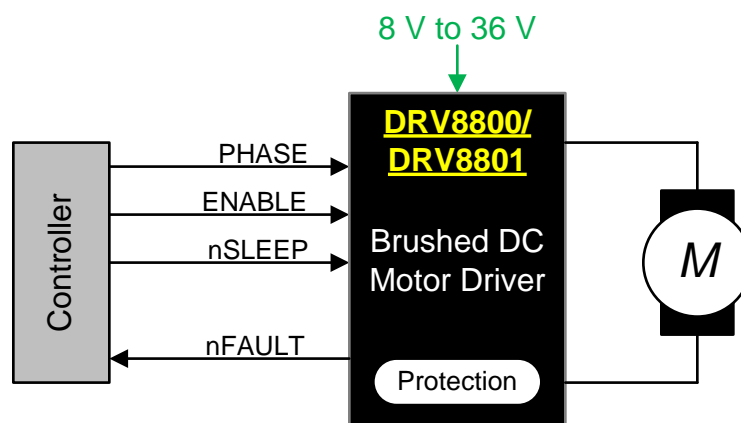 8 V to 36 V
DRV8800/
DRV8801
PHASE
ENABLE
nSLEEP
nFAULT
Controller
Brushed DC
Motor Driver
Protection
M